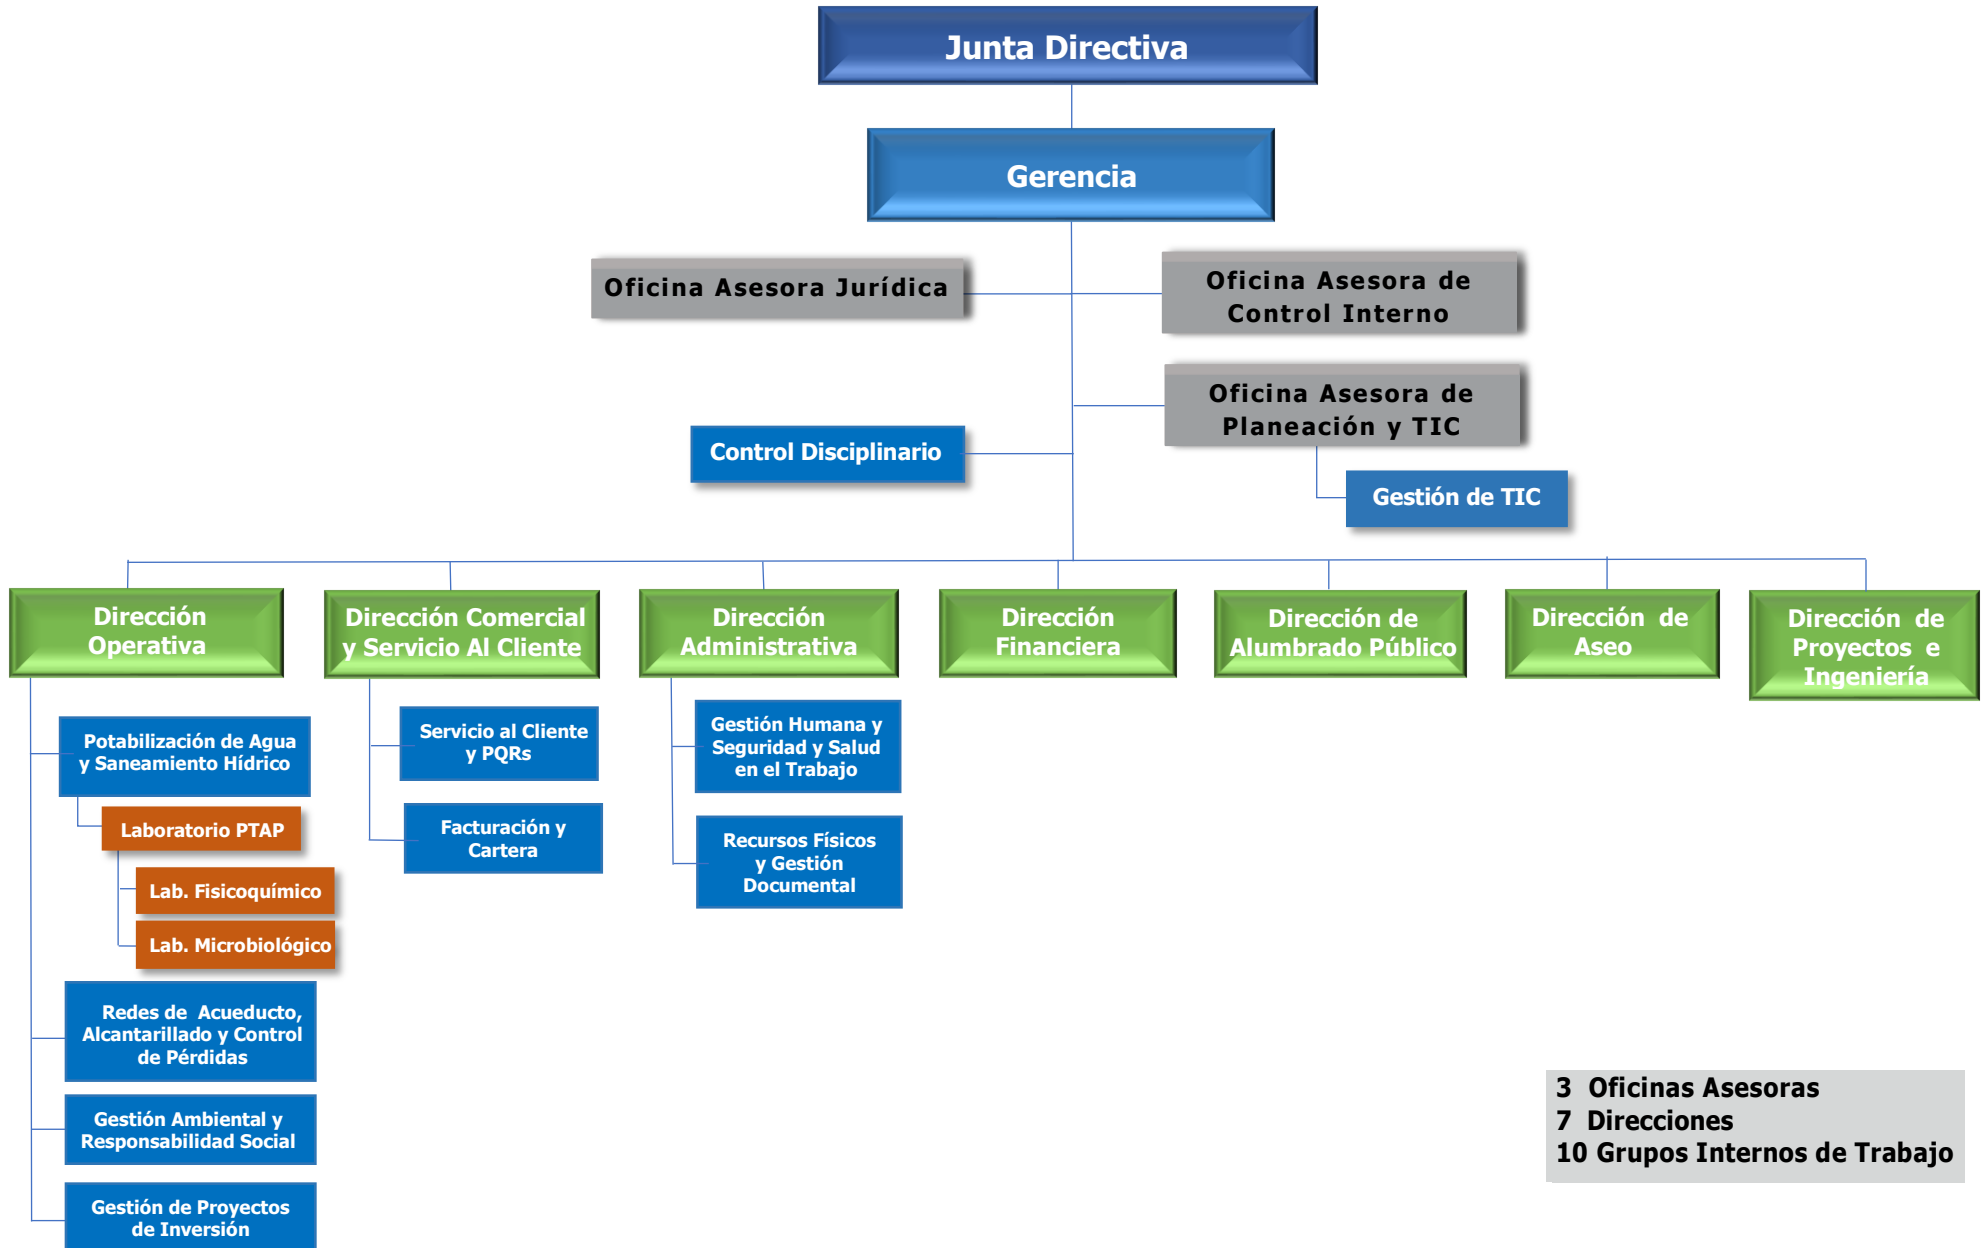 Junta Directiva
Gerencia
Oficina Asesora Jurídica
Oficina Asesora de
Control Interno
Oficina Asesora de
Planeación y TIC
Control Disciplinario
Gestión de TIC
Dirección
Operativa
Dirección Comercial
y Servicio Al Cliente
Dirección
Administrativa
Dirección
Financiera
Dirección de
Alumbrado Público
Dirección de
Aseo
Dirección de
Proyectos e
Ingeniería
Potabilización de Agua
y Saneamiento Hídrico
Laboratorio PTAP
Lab. Fisicoquímico
Lab. Microbiológico
Redes de Acueducto,
Alcantarillado y Control
de Pérdidas
Gestión Ambiental y
Responsabilidad Social
Gestión de Proyectos
de Inversión
Servicio al Cliente
y PQRs
Facturación y
Cartera
Gestión Humana y
Seguridad y Salud
en el Trabajo
Recursos Físicos
y Gestión
Documental
3 Oficinas Asesoras
7 Direcciones
10 Grupos Internos de Trabajo